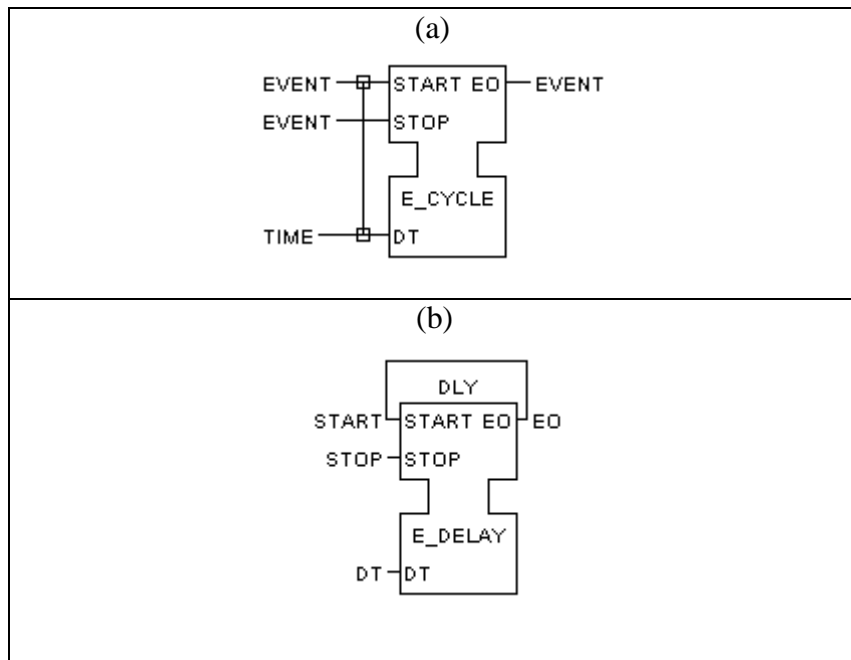 (a)
EVENT START EO EVENT
EVENT STOP
E_CYCLE
TIME DT
(b)
DLY
START START EO EO
STOP STOP
E_DELAY
DT DT